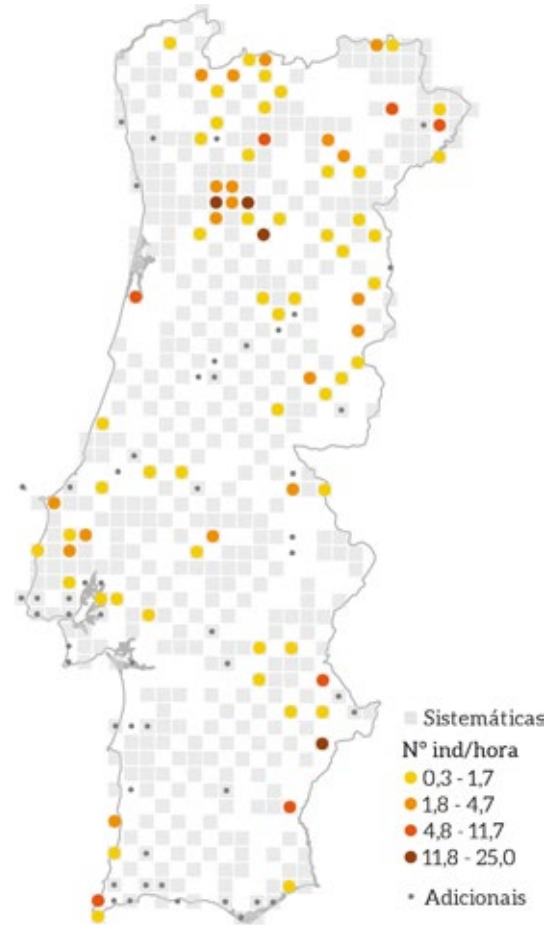 Sistemáticas
N° ind/hora
0,3 - 1,7
1,8 - 4,7
4,8 - 11,7
11,8 - 25,0
Adicionais